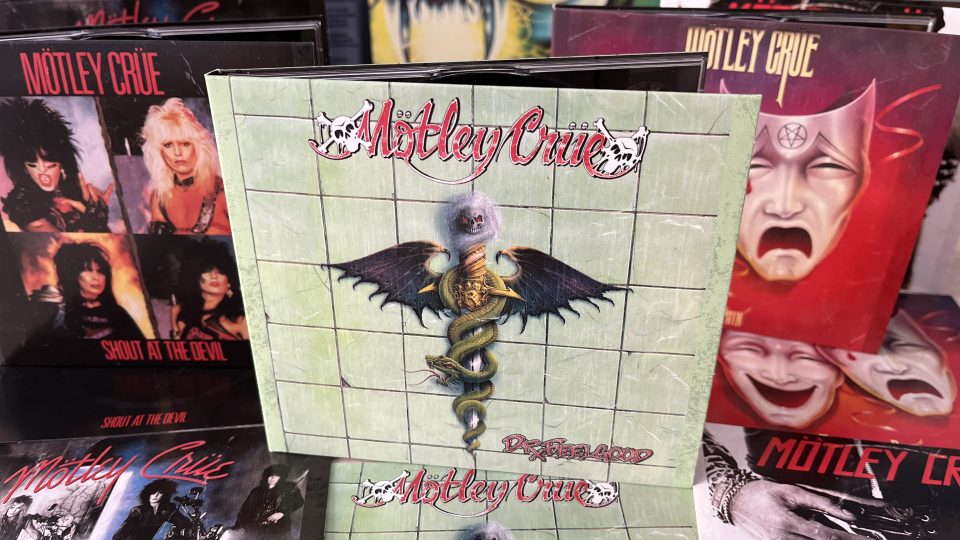 MÖTLEY CRÜE
SHOUT AT THE DEVIL
SHOUT AT THE DEVIL
Mötley Crüe
Mötley Crüe
DR. FEELGOOD
Mötley Crüe
MÖTLEY CRÜE
MÖTLEY CR